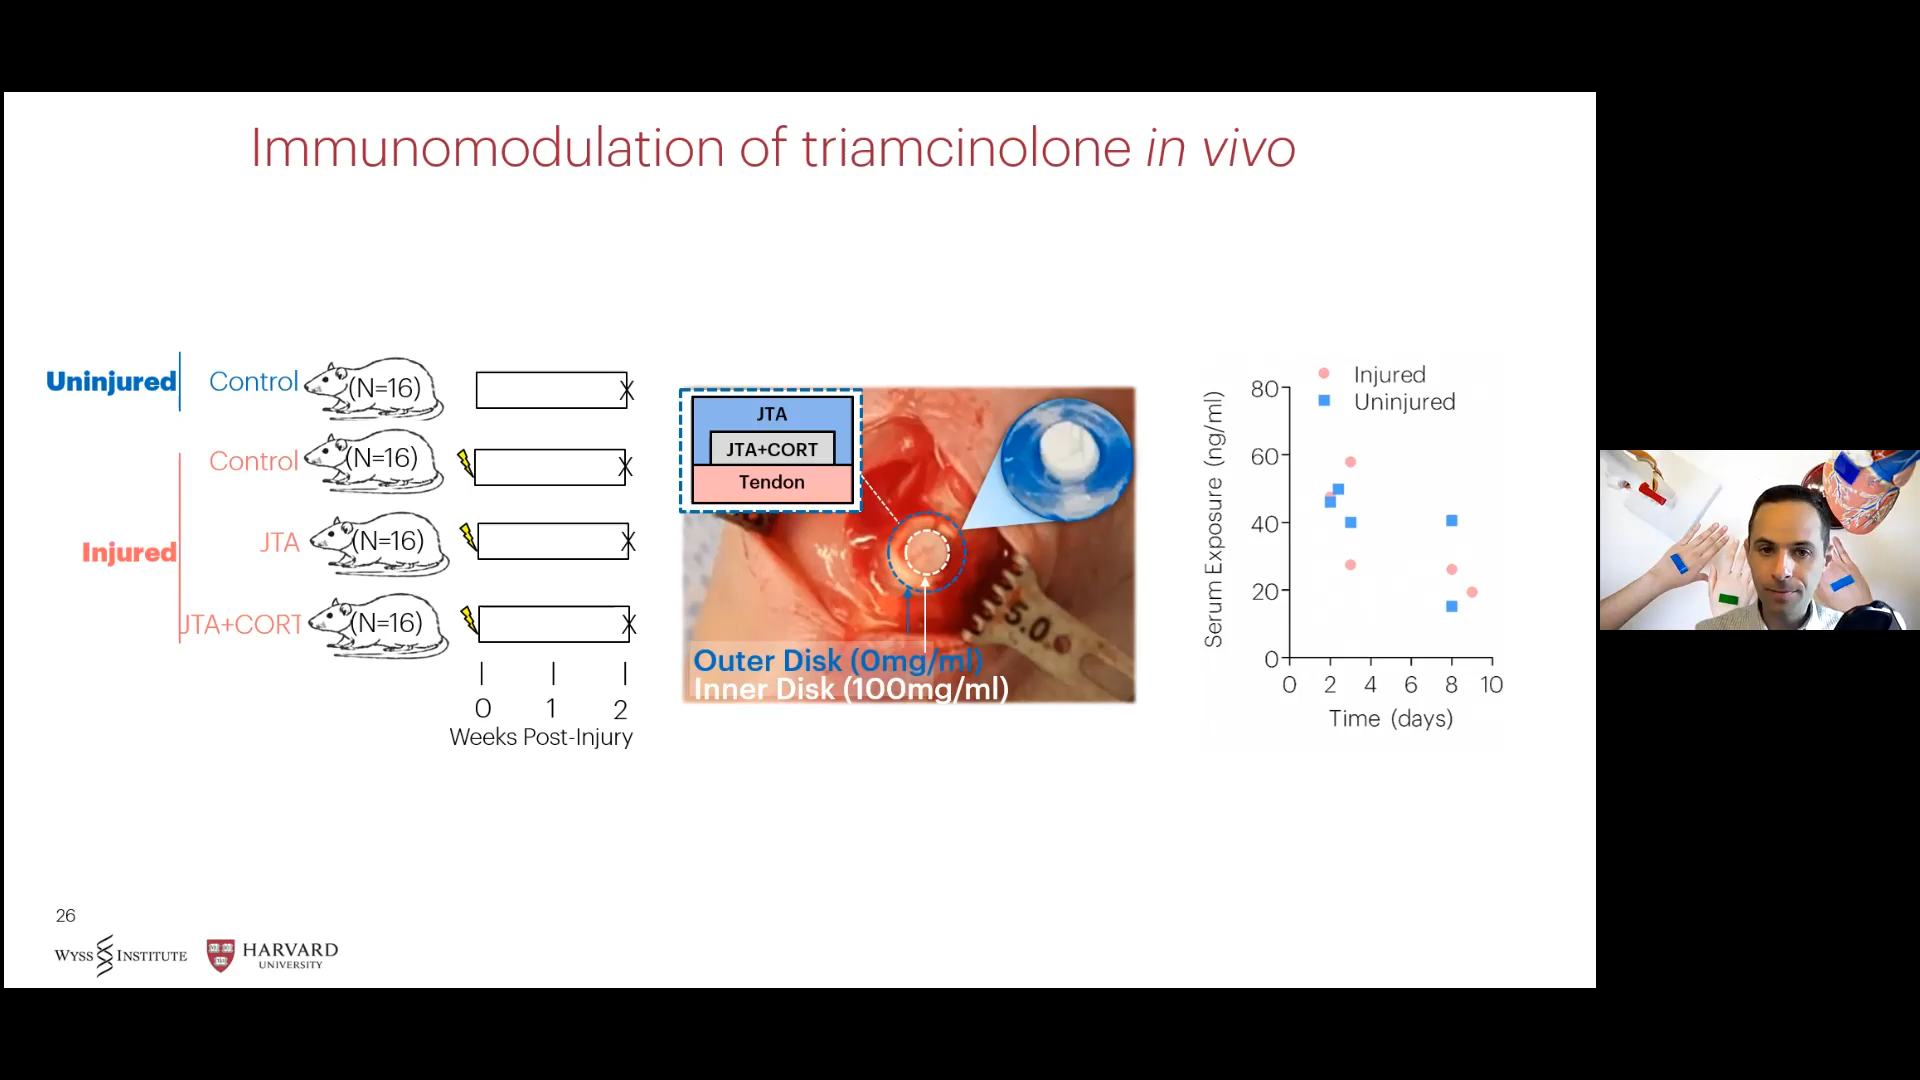 Immunomodulation of triamcinolone in vivo
Uninjured
Control
(N=16)
X
Control
(N=16)
X
Injured
JTA
(N=16)
X
JTA+CORT
(N=16)
X
0 1 2
Weeks Post-Injury
JTA
JTA+CORT
Tendon
5.0
Outer Disk (0mg/ml)
Inner Disk (100mg/ml)
Injured
Uninjured
Serum Exposure (ng/ml)
80
60
40
20
0
0 2 4 6 8 10
Time (days)
26
WYSS INSTITUTE
HARVARD
UNIVERSITY